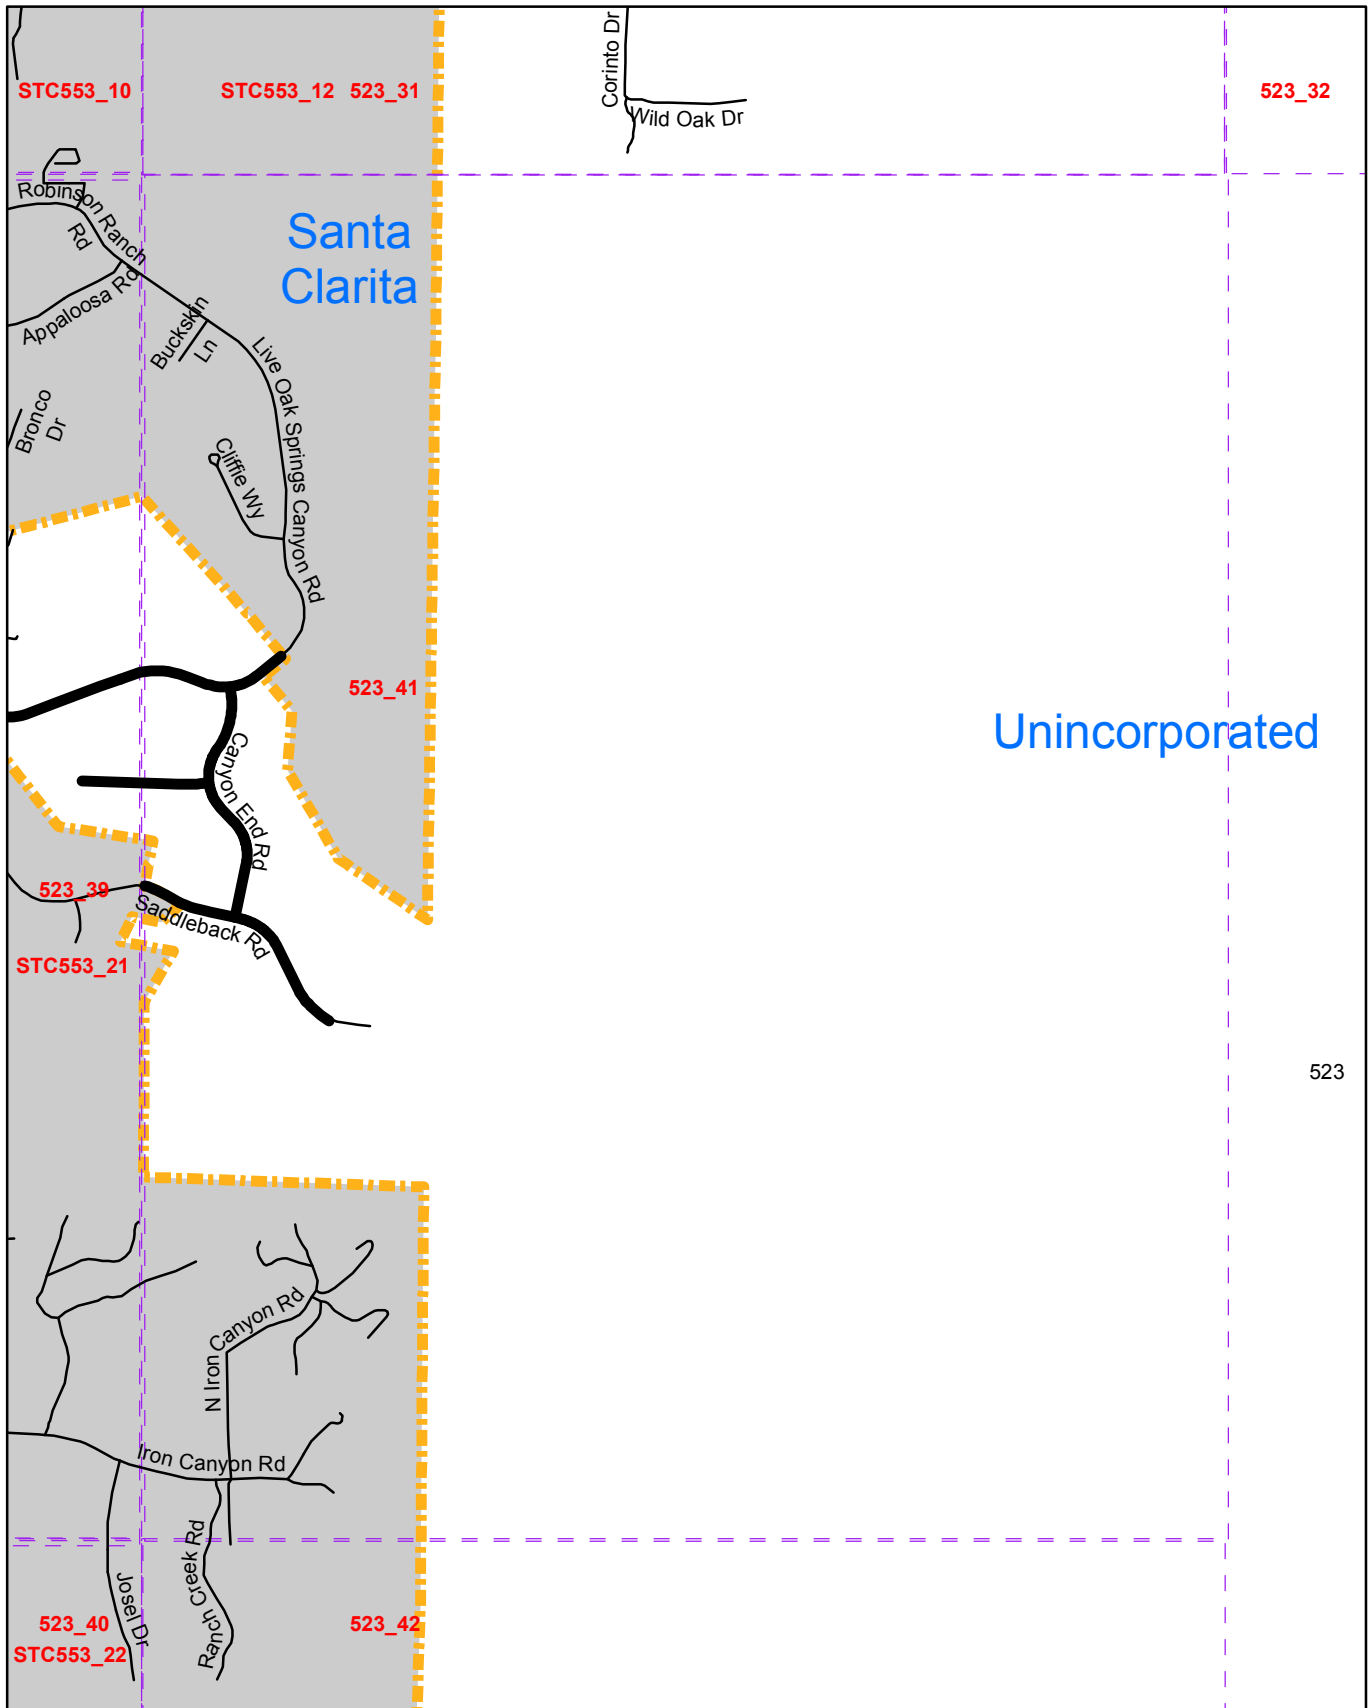 Corinto Dr
STC553_10
STC553_12
523_31
523_32
Wild Oak Dr
Robinson Ranch
Rd
Santa
Clarita
Appaloosa Rd
Buckskin
Ln
Live Oak Springs Canyon Rd
Bronco
Dr
Cliffie Wy
523_41
Unincorporated
Canyon End Rd
523_39
Saddleback Rd
STC553_21
523
N Iron Canyon Rd
Iron Canyon Rd
Ranch Creek Rd
Josel Dr
523_40
523_42
STC553_22